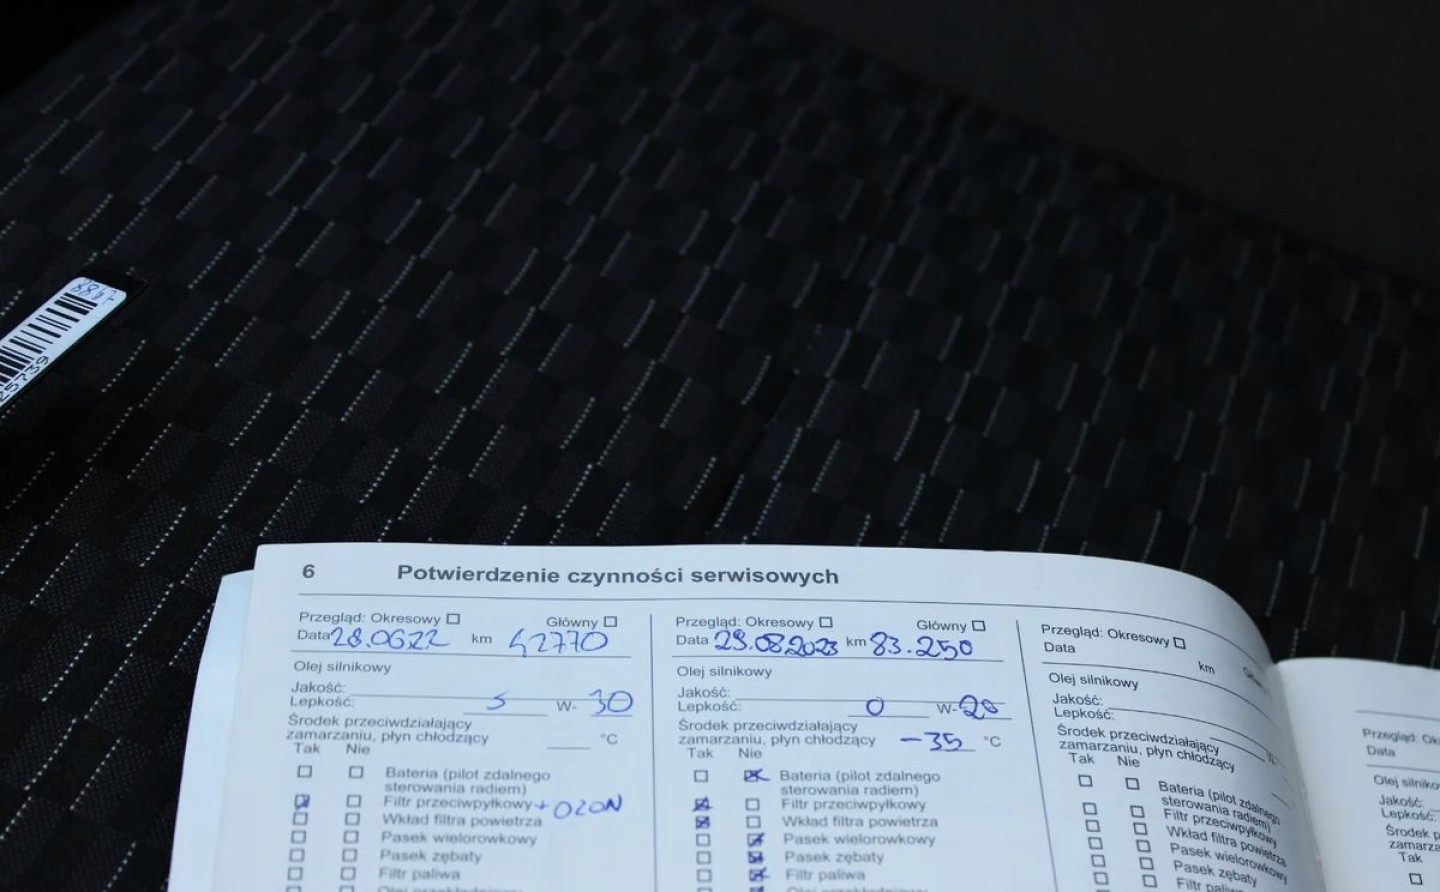 8867
25739
6 Potwierdzenie czynności serwisowych
Przegląd: Okresowy Główny
Data 28.0622 km 42770
Olej silnikowy
Jakość:
Lepkość: 5 W- 30
Środek przeciwdziałający
zamarzaniu, płyn chłodzący °C
Tak Nie
Bateria (pilot zdalnego
sterowania radiem)
Filtr przeciwpyłkowy + OZON
Wkład filtra powietrza
Pasek wielorowkowy
Pasek zębaty
Filtr paliwa
Przegląd: Okresowy Główny
Data 29.08.2023 km 83.250
Olej silnikowy
Jakość:
Lepkość: 0 W- 20
Środek przeciwdziałający
zamarzaniu, płyn chłodzący -35 °C
Tak Nie
Bateria (pilot zdalnego
sterowania radiem)
Filtr przeciwpyłkowy
Wkład filtra powietrza
Pasek wielorowkowy
Pasek zębaty
Filtr paliwa
Przegląd: Okresowy
Data km
Olej silnikowy
Jakość:
Lepkość:
Środek przeciwdziałający
zamarzaniu, płyn chłodzący
Tak Nie
Bateria (pilot zdalnego
sterowania radiem)
Filtr przeciwpyłkowy
Wkład filtra powietrza
Pasek wielorowkowy
Pasek zębaty
Filtr paliwa
Przegląd:
Data
Olej
Jakość:
Lepkość:
Środek
Tak